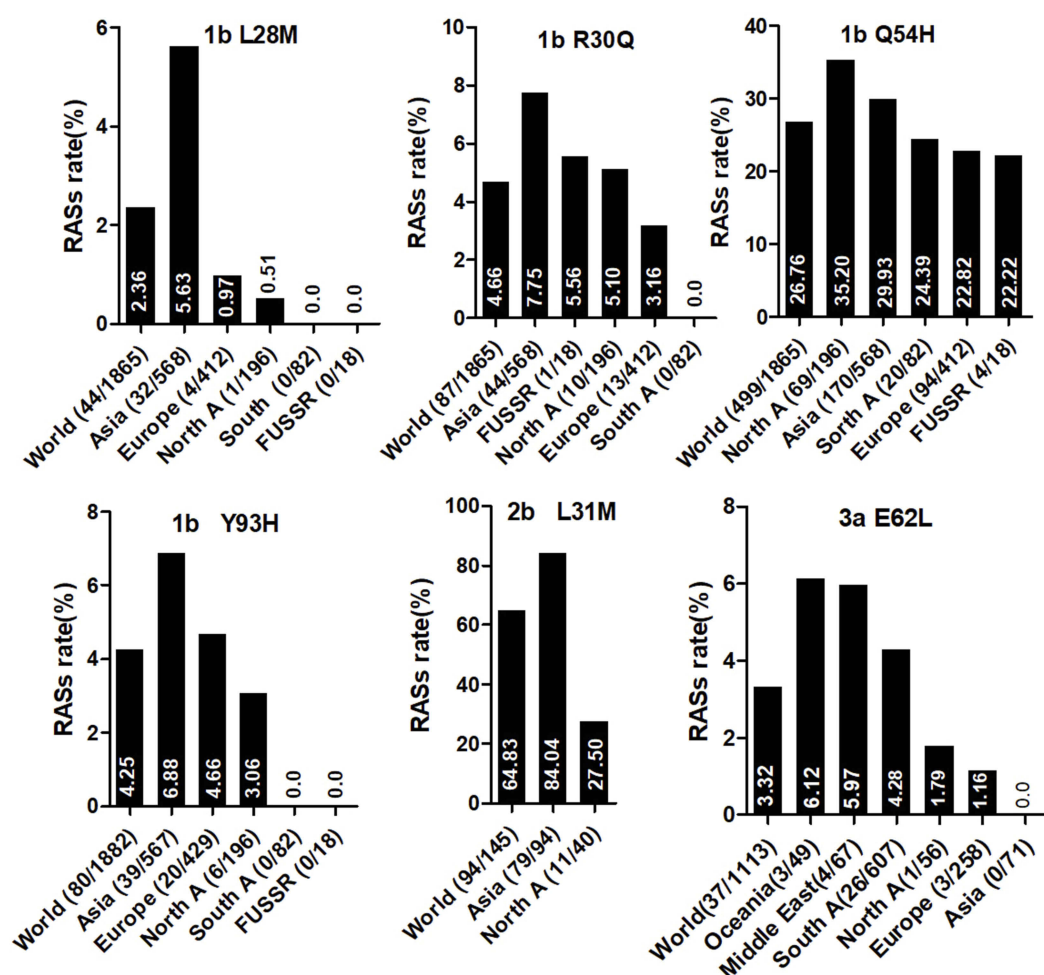 1b L28M
RASs rate(%)
6
4
2
0
2.36
5.63
0.97
0.51
0.0
0.0
World (44/1865)
Asia (32/568)
Europe (4/412)
North A (1/196)
South (0/82)
FUSSR (0/18)
1b R30Q
RASs rate(%)
10
8
6
4
2
0
4.66
7.75
5.56
5.10
3.16
0.0
World (87/1865)
Asia (44/568)
FUSSR (1/18)
North A (10/196)
Europe (13/412)
South A (0/82)
1b Q54H
RASs rate(%)
40
30
20
10
0
26.76
35.20
29.93
24.39
22.82
22.22
World (499/1865)
North A (69/196)
Asia (170/568)
Sorth A (20/82)
Europe (94/412)
FUSSR (4/18)
1b Y93H
RASs rate(%)
8
6
4
2
0
4.25
6.88
4.66
3.06
0.0
0.0
World (80/1882)
Asia (39/567)
Europe (20/429)
North A (6/196)
South A (0/82)
FUSSR (0/18)
2b L31M
RASs rate(%)
100
80
60
40
20
0
64.83
84.04
27.50
World (94/145)
Asia (79/94)
North A (11/40)
3a E62L
RASs rate(%)
8
6
4
2
0
3.32
6.12
5.97
4.28
1.79
1.16
0.0
World(37/1113)
Oceania(3/49)
Middle East(4/67)
South A(26/607)
North A(1/56)
Europe (3/258)
Asia (0/71)